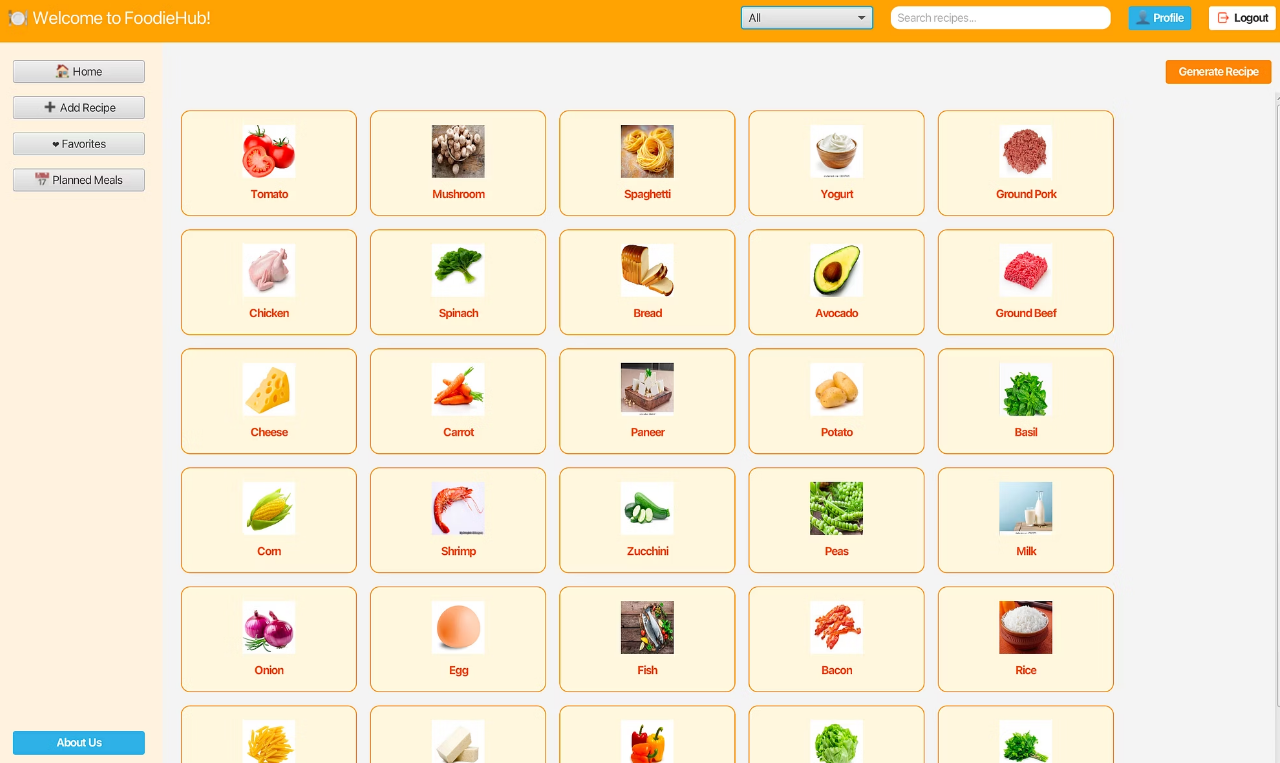 Welcome to FoodieHub!
All
Search recipes...
Profile
Logout
Home
Add Recipe
Favorites
Planned Meals
About Us
Generate Recipe
Tomato
Mushroom
Spaghetti
Yogurt
Ground Pork
Chicken
Spinach
Bread
Avocado
Ground Beef
Cheese
Carrot
Paneer
Potato
Basil
Corn
Shrimp
Zucchini
Peas
Milk
Onion
Egg
Fish
Bacon
Rice